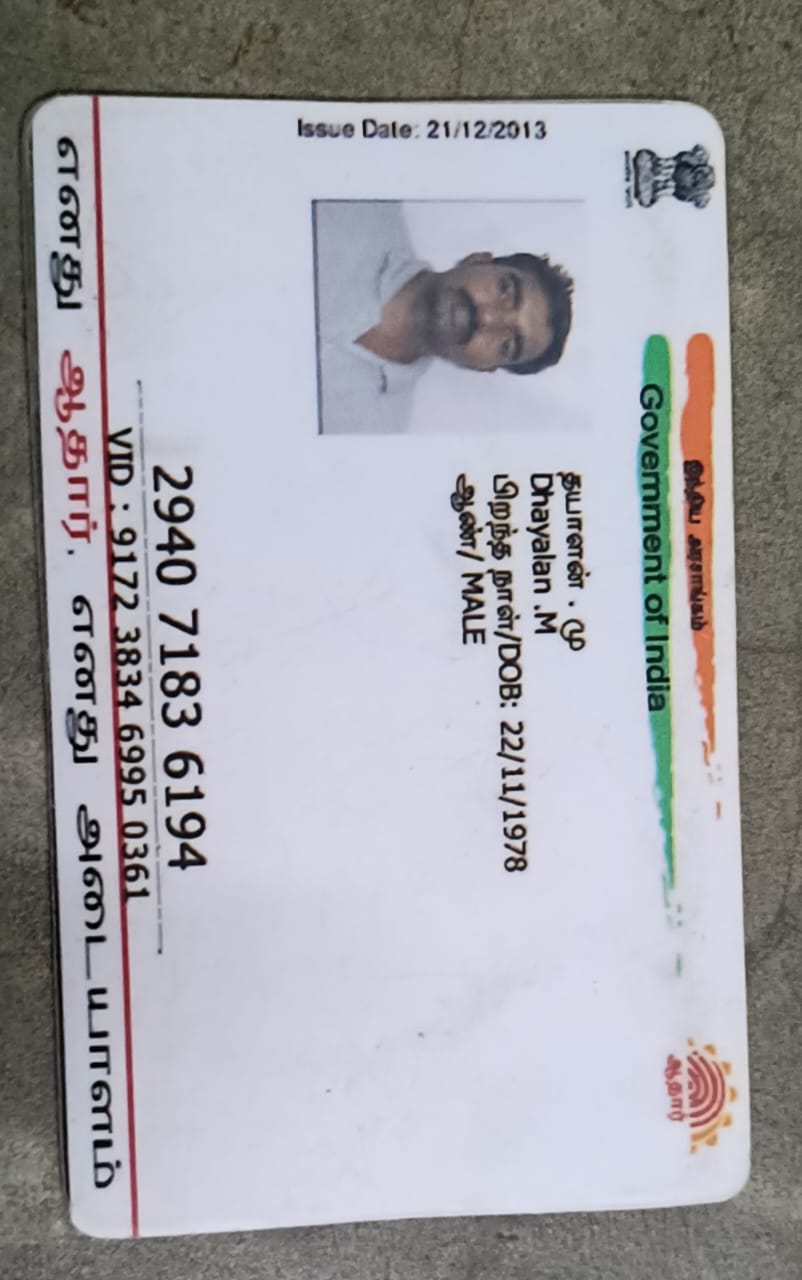 இந்திய அரசாங்கம்
Government of India
Issue Date: 21/12/2013
தயாளன் . மு
Dhayalan .M
பிறந்த நாள்/DOB: 22/11/1978
ஆண்/ MALE
2940 7183 6194
VID : 9172 3834 6995 0361
ஆதார்
எனது ஆதார், எனது அடையாளம்